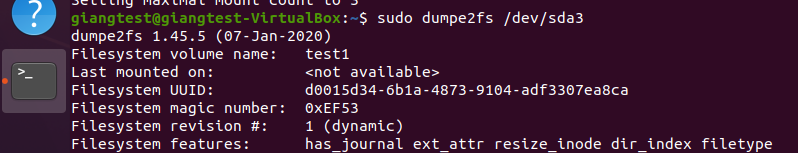 Setting maximal mount count to 3
giangtest@giangtest-VirtualBox:~$ sudo dumpe2fs /dev/sda3
dumpe2fs 1.45.5 (07-Jan-2020)
Filesystem volume name:   test1
Last mounted on:          <not available>
Filesystem UUID:          d0015d34-6b1a-4873-9104-adf3307ea8ca
Filesystem magic number:  0xEF53
Filesystem revision #:    1 (dynamic)
Filesystem features:      has_journal ext_attr resize_inode dir_index filetype
?
>_